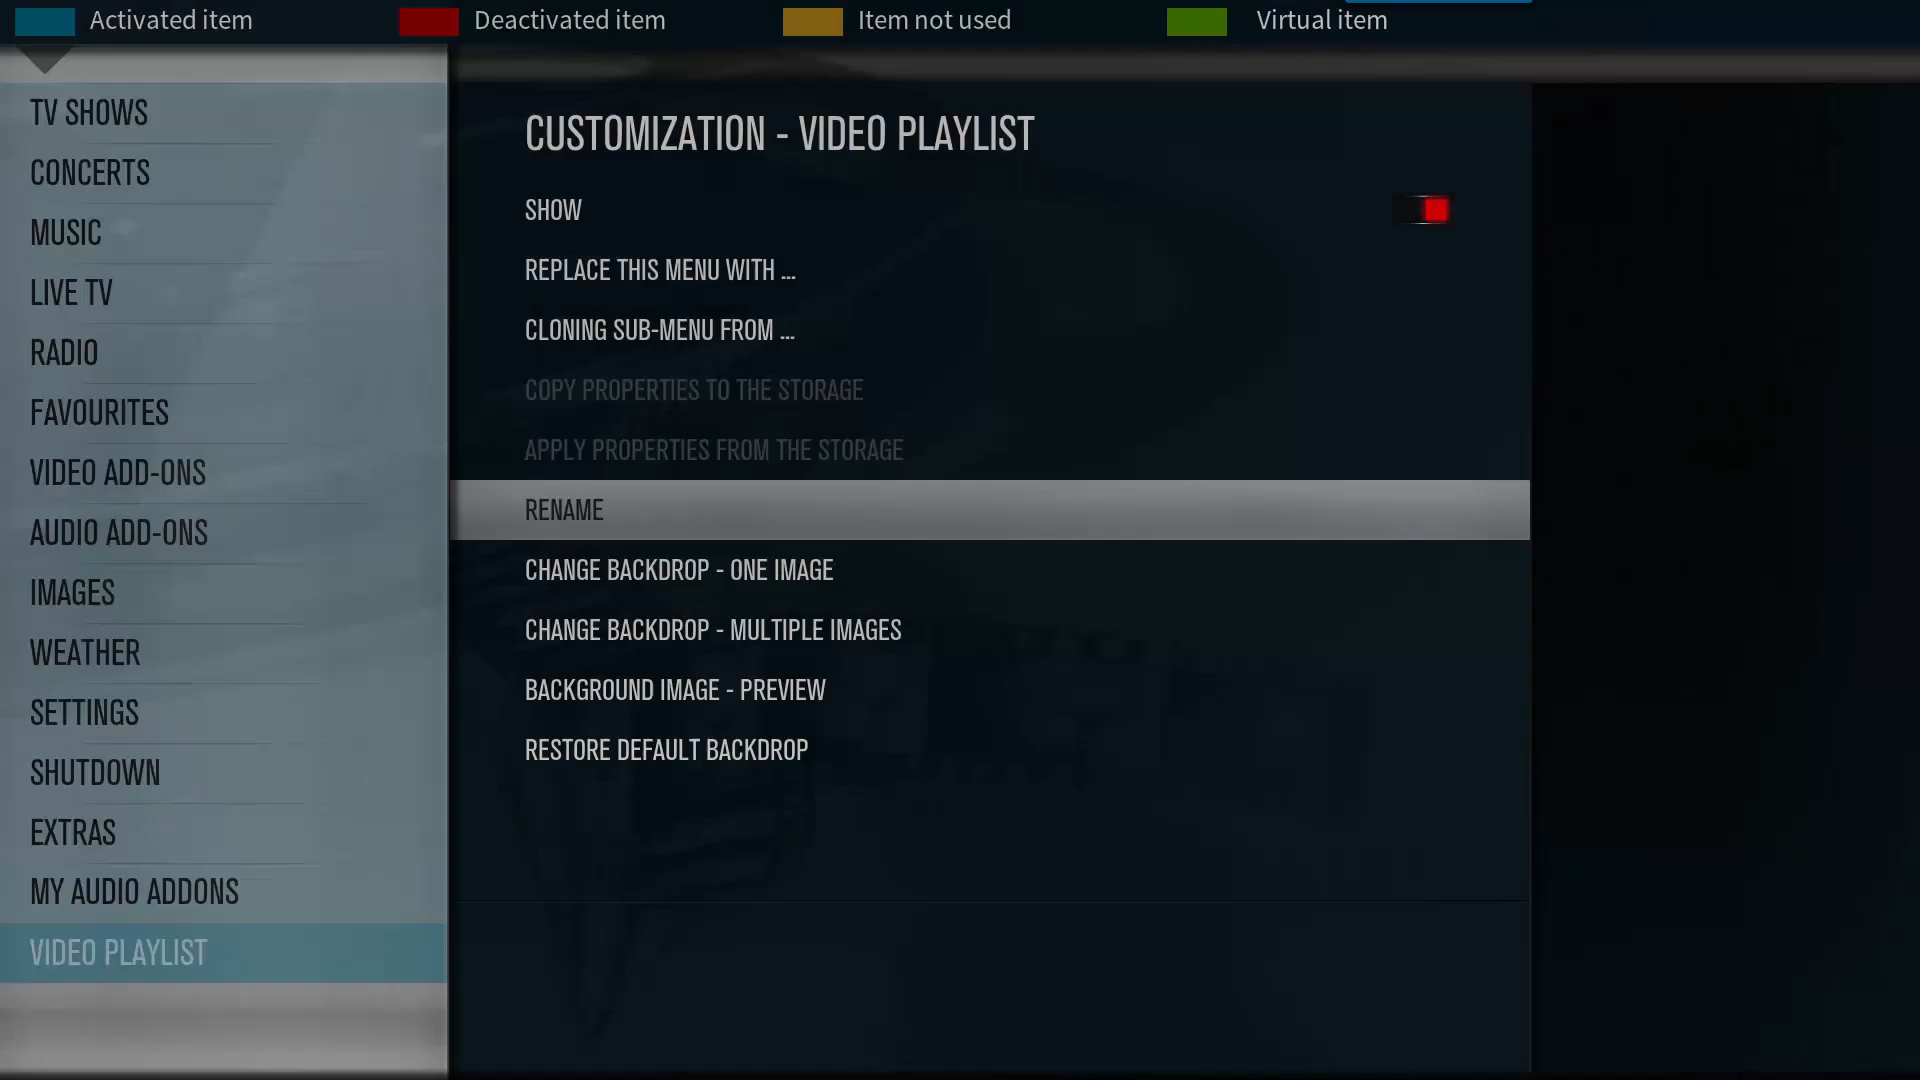 Activated item
Deactivated item
Item not used
Virtual item
TV SHOWS
CONCERTS
MUSIC
LIVE TV
RADIO
FAVOURITES
VIDEO ADD-ONS
AUDIO ADD-ONS
IMAGES
WEATHER
SETTINGS
SHUTDOWN
EXTRAS
MY AUDIO ADDONS
VIDEO PLAYLIST
CUSTOMIZATION - VIDEO PLAYLIST
SHOW
REPLACE THIS MENU WITH ...
CLONING SUB-MENU FROM ...
COPY PROPERTIES TO THE STORAGE
APPLY PROPERTIES FROM THE STORAGE
RENAME
CHANGE BACKDROP - ONE IMAGE
CHANGE BACKDROP - MULTIPLE IMAGES
BACKGROUND IMAGE - PREVIEW
RESTORE DEFAULT BACKDROP